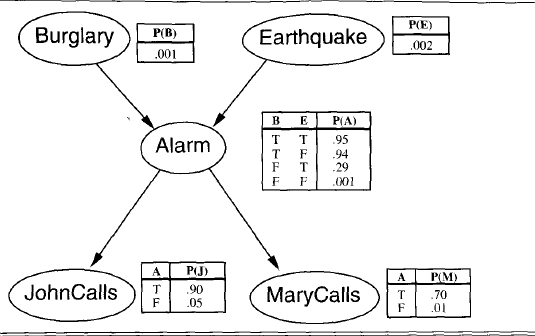 Burglary
P(B)
.001
Earthquake
P(E)
.002
Alarm
B E P(A)
T T .95
T F .94
F T .29
F F .001
JohnCalls
A P(J)
T .90
F .05
MaryCalls
A P(M)
T .70
F .01